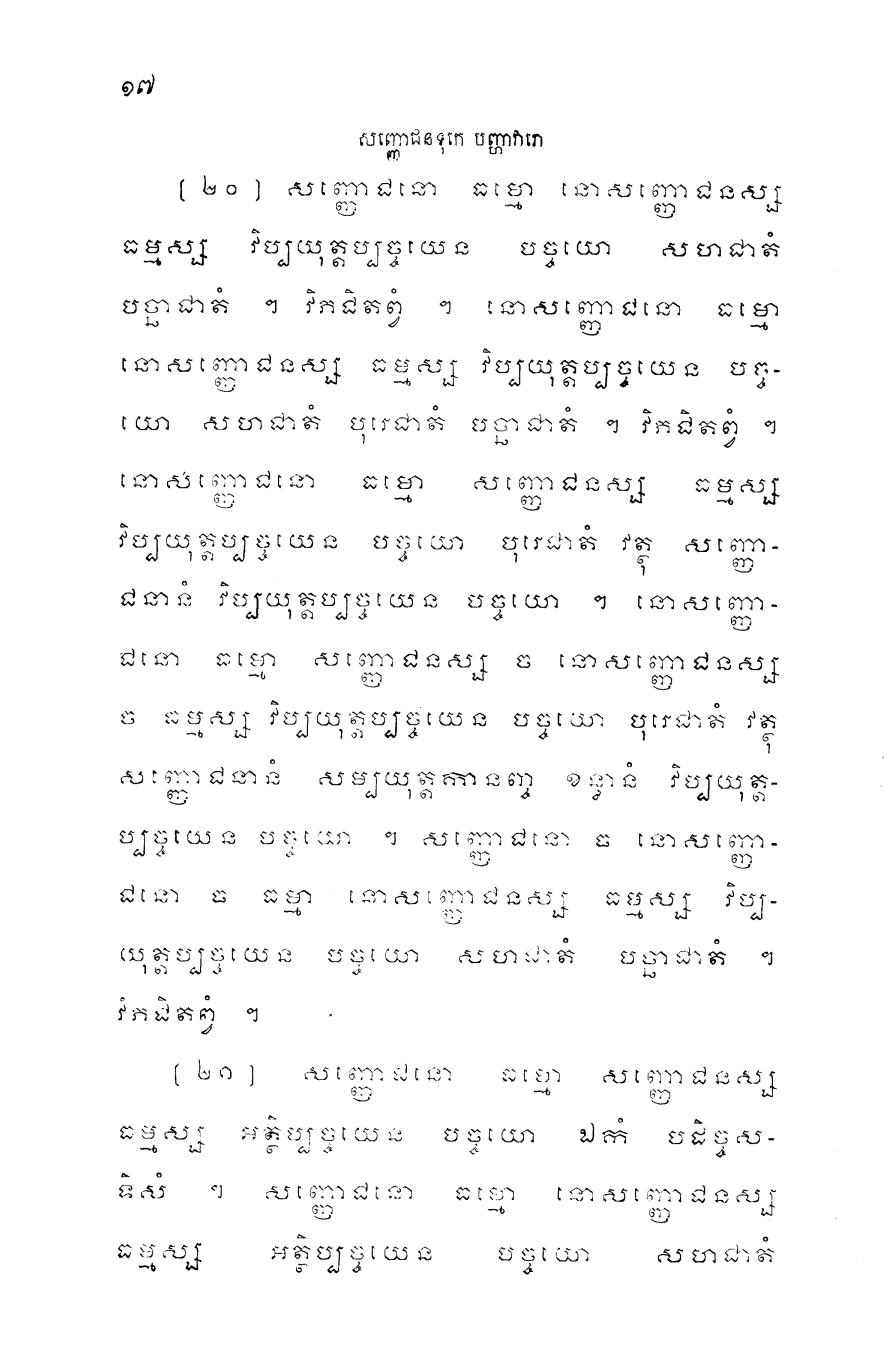 ១៧
សញ្ញោជនទុកេ បញ្ហាវារោ
( ២០ ) សញ្ញោជនោ ធម្មោ នោសញ្ញោជនស្ស
ធម្មស្ស វិប្បយុត្តប្បច្ចយេន បច្ចយោ សហជាតំ
បច្ឆាជាតំ ។ វិភជិតព្វំ ។ នោសញ្ញោជនោ ធម្មោ
នោសញ្ញោជនស្ស ធម្មស្ស វិប្បយុត្តប្បច្ចយេន បច្ច-
យោ សហជាតំ បុរេជាតំ បច្ឆាជាតំ ។ វិភជិតព្វំ ។
នោសញ្ញោជនោ ធម្មោ សញ្ញោជនស្ស ធម្មស្ស
វិប្បយុត្តប្បច្ចយេន បច្ចយោ បុរេជាតំ វត្ថុ សញ្ញោ-
ជនានំ វិប្បយុត្តប្បច្ចយេន បច្ចយោ ។ នោសញ្ញោ-
ជនោ ធម្មោ សញ្ញោជនស្ស ច នោសញ្ញោជនស្ស
ច ធម្មស្ស វិប្បយុត្តប្បច្ចយេន បច្ចយោ បុរេជាតំ វត្ថុ
សញ្ញោជនានំ សម្បយុត្តកានញ្ច ខន្ធានំ វិប្បយុត្ត-
ប្បច្ចយេន បច្ចយោ ។ សញ្ញោជនោ ច នោសញ្ញោ-
ជនោ ច ធម្មា នោសញ្ញោជនស្ស ធម្មស្ស វិប្ប-
យុត្តប្បច្ចយេន បច្ចយោ សហជាតំ បច្ឆាជាតំ ។
វិភជិតព្វំ ។
( ២១ ) សញ្ញោជនោ ធម្មោ សញ្ញោជនស្ស
ធម្មស្ស អត្ថិប្បច្ចយេន បច្ចយោ ឯកំ បដិច្ចស-
ទិសំ ។ សញ្ញោជនោ ធម្មោ នោសញ្ញោជនស្ស
ធម្មស្ស អត្ថិប្បច្ចយេន បច្ចយោ សហជាតំ